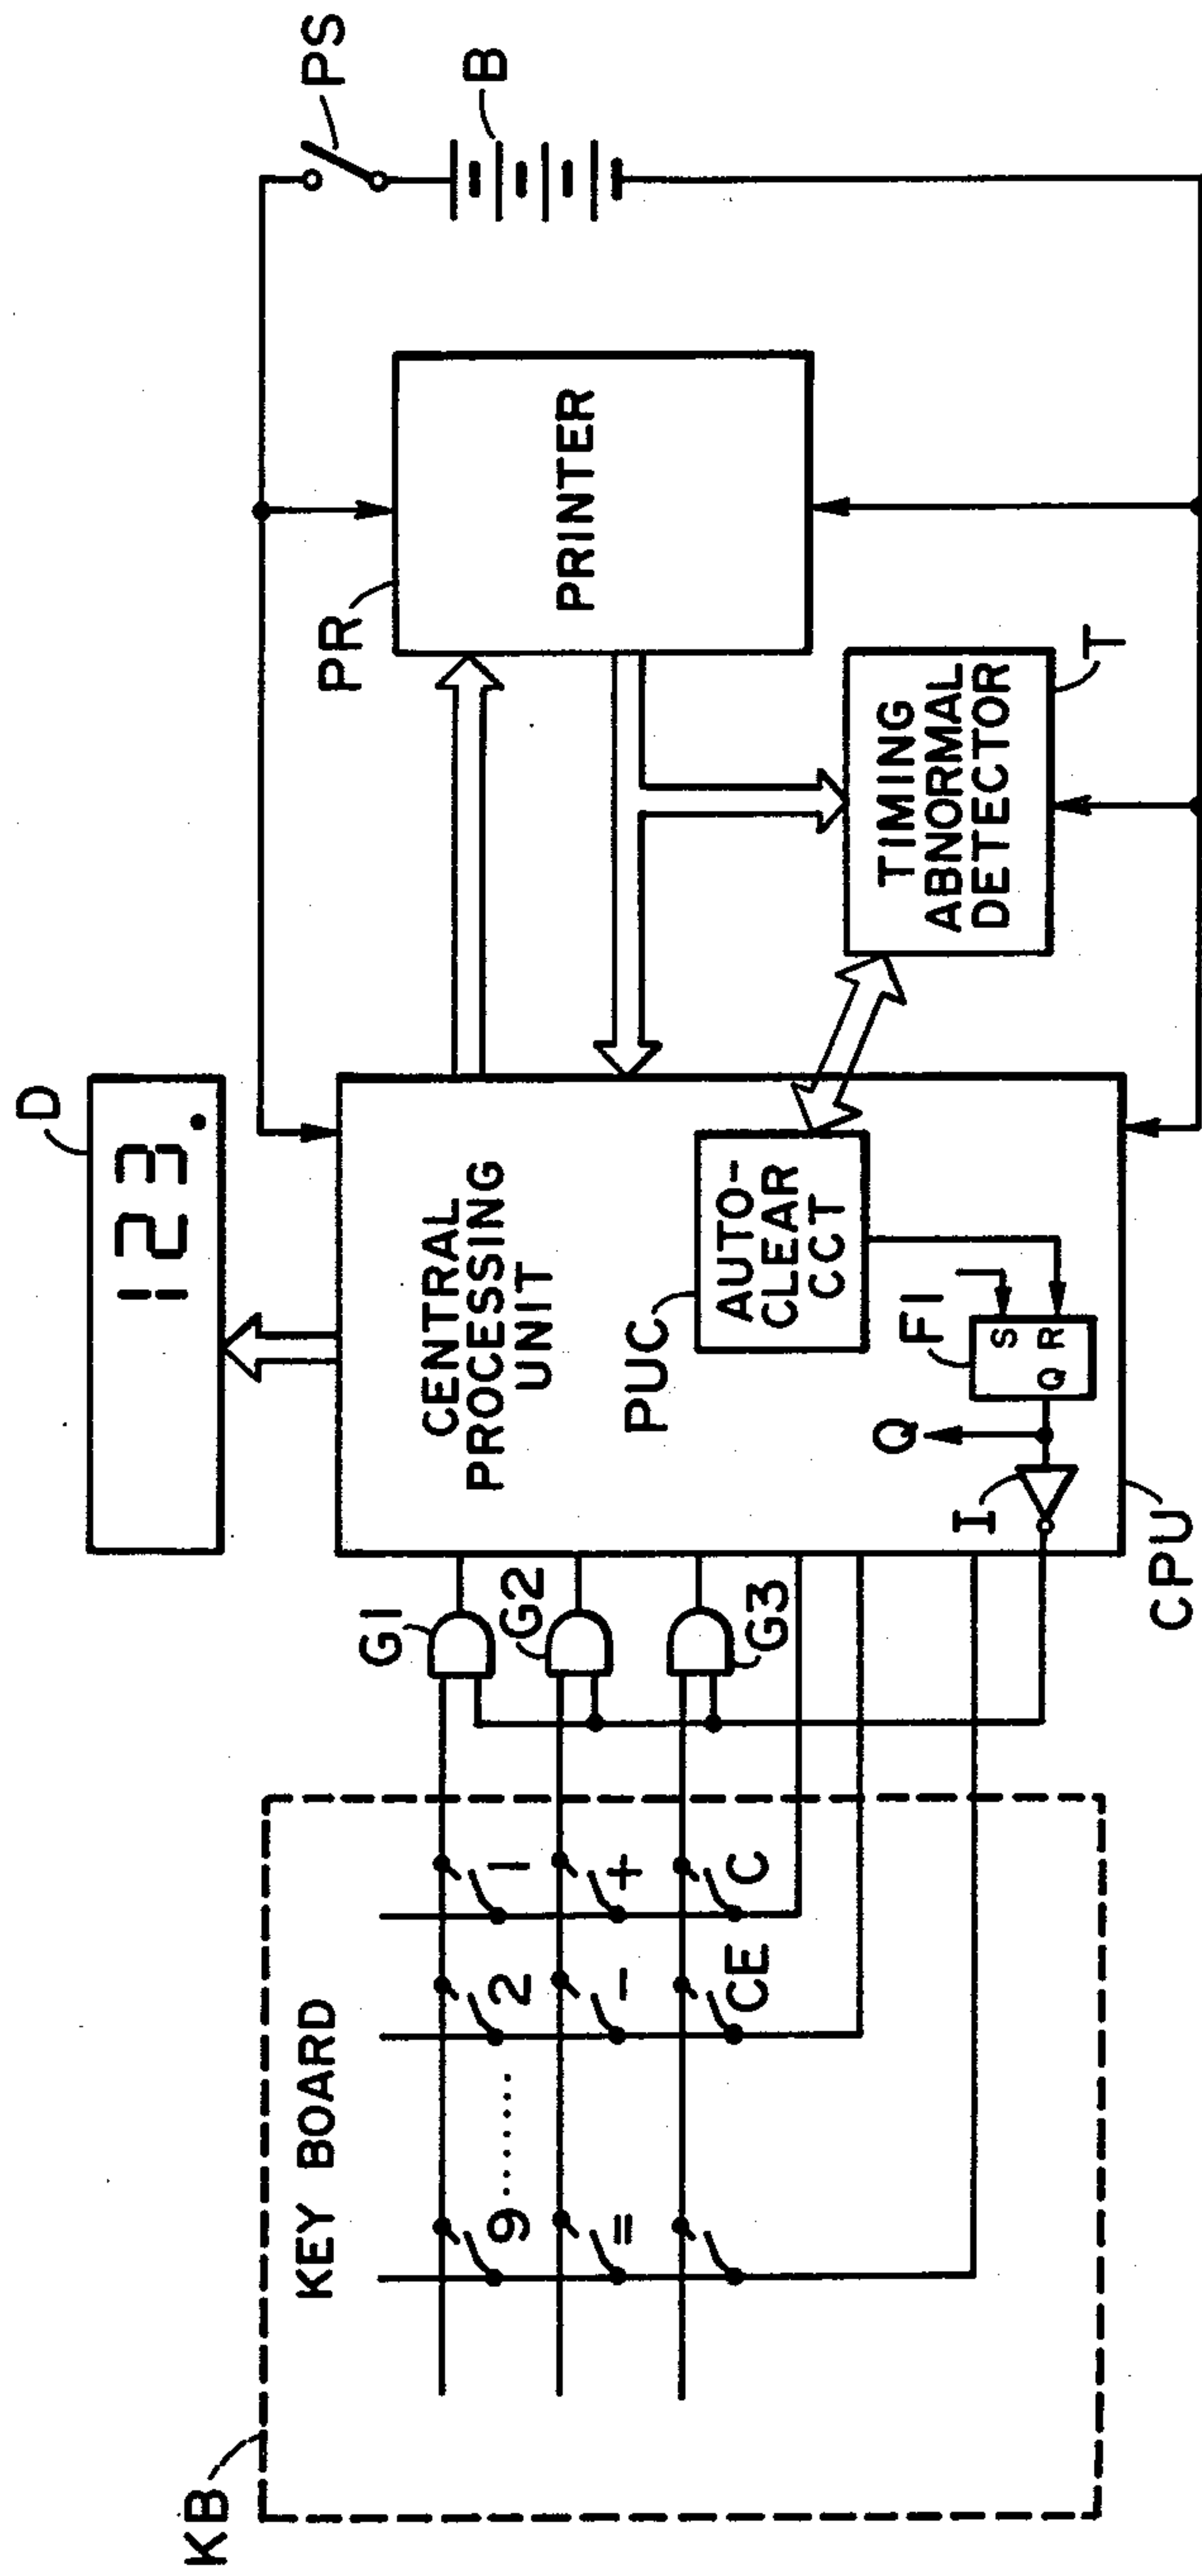 KB
KEY BOARD
9 ........ 2 1
= - +
CE C
G1
G2
G3
D
123.
CENTRAL
PROCESSING
UNIT
PUC
AUTO-
CLEAR
CCT
F1
S
Q R
Q
I
CPU
PR
PRINTER
TIMING
ABNORMAL
DETECTOR
T
PS
B